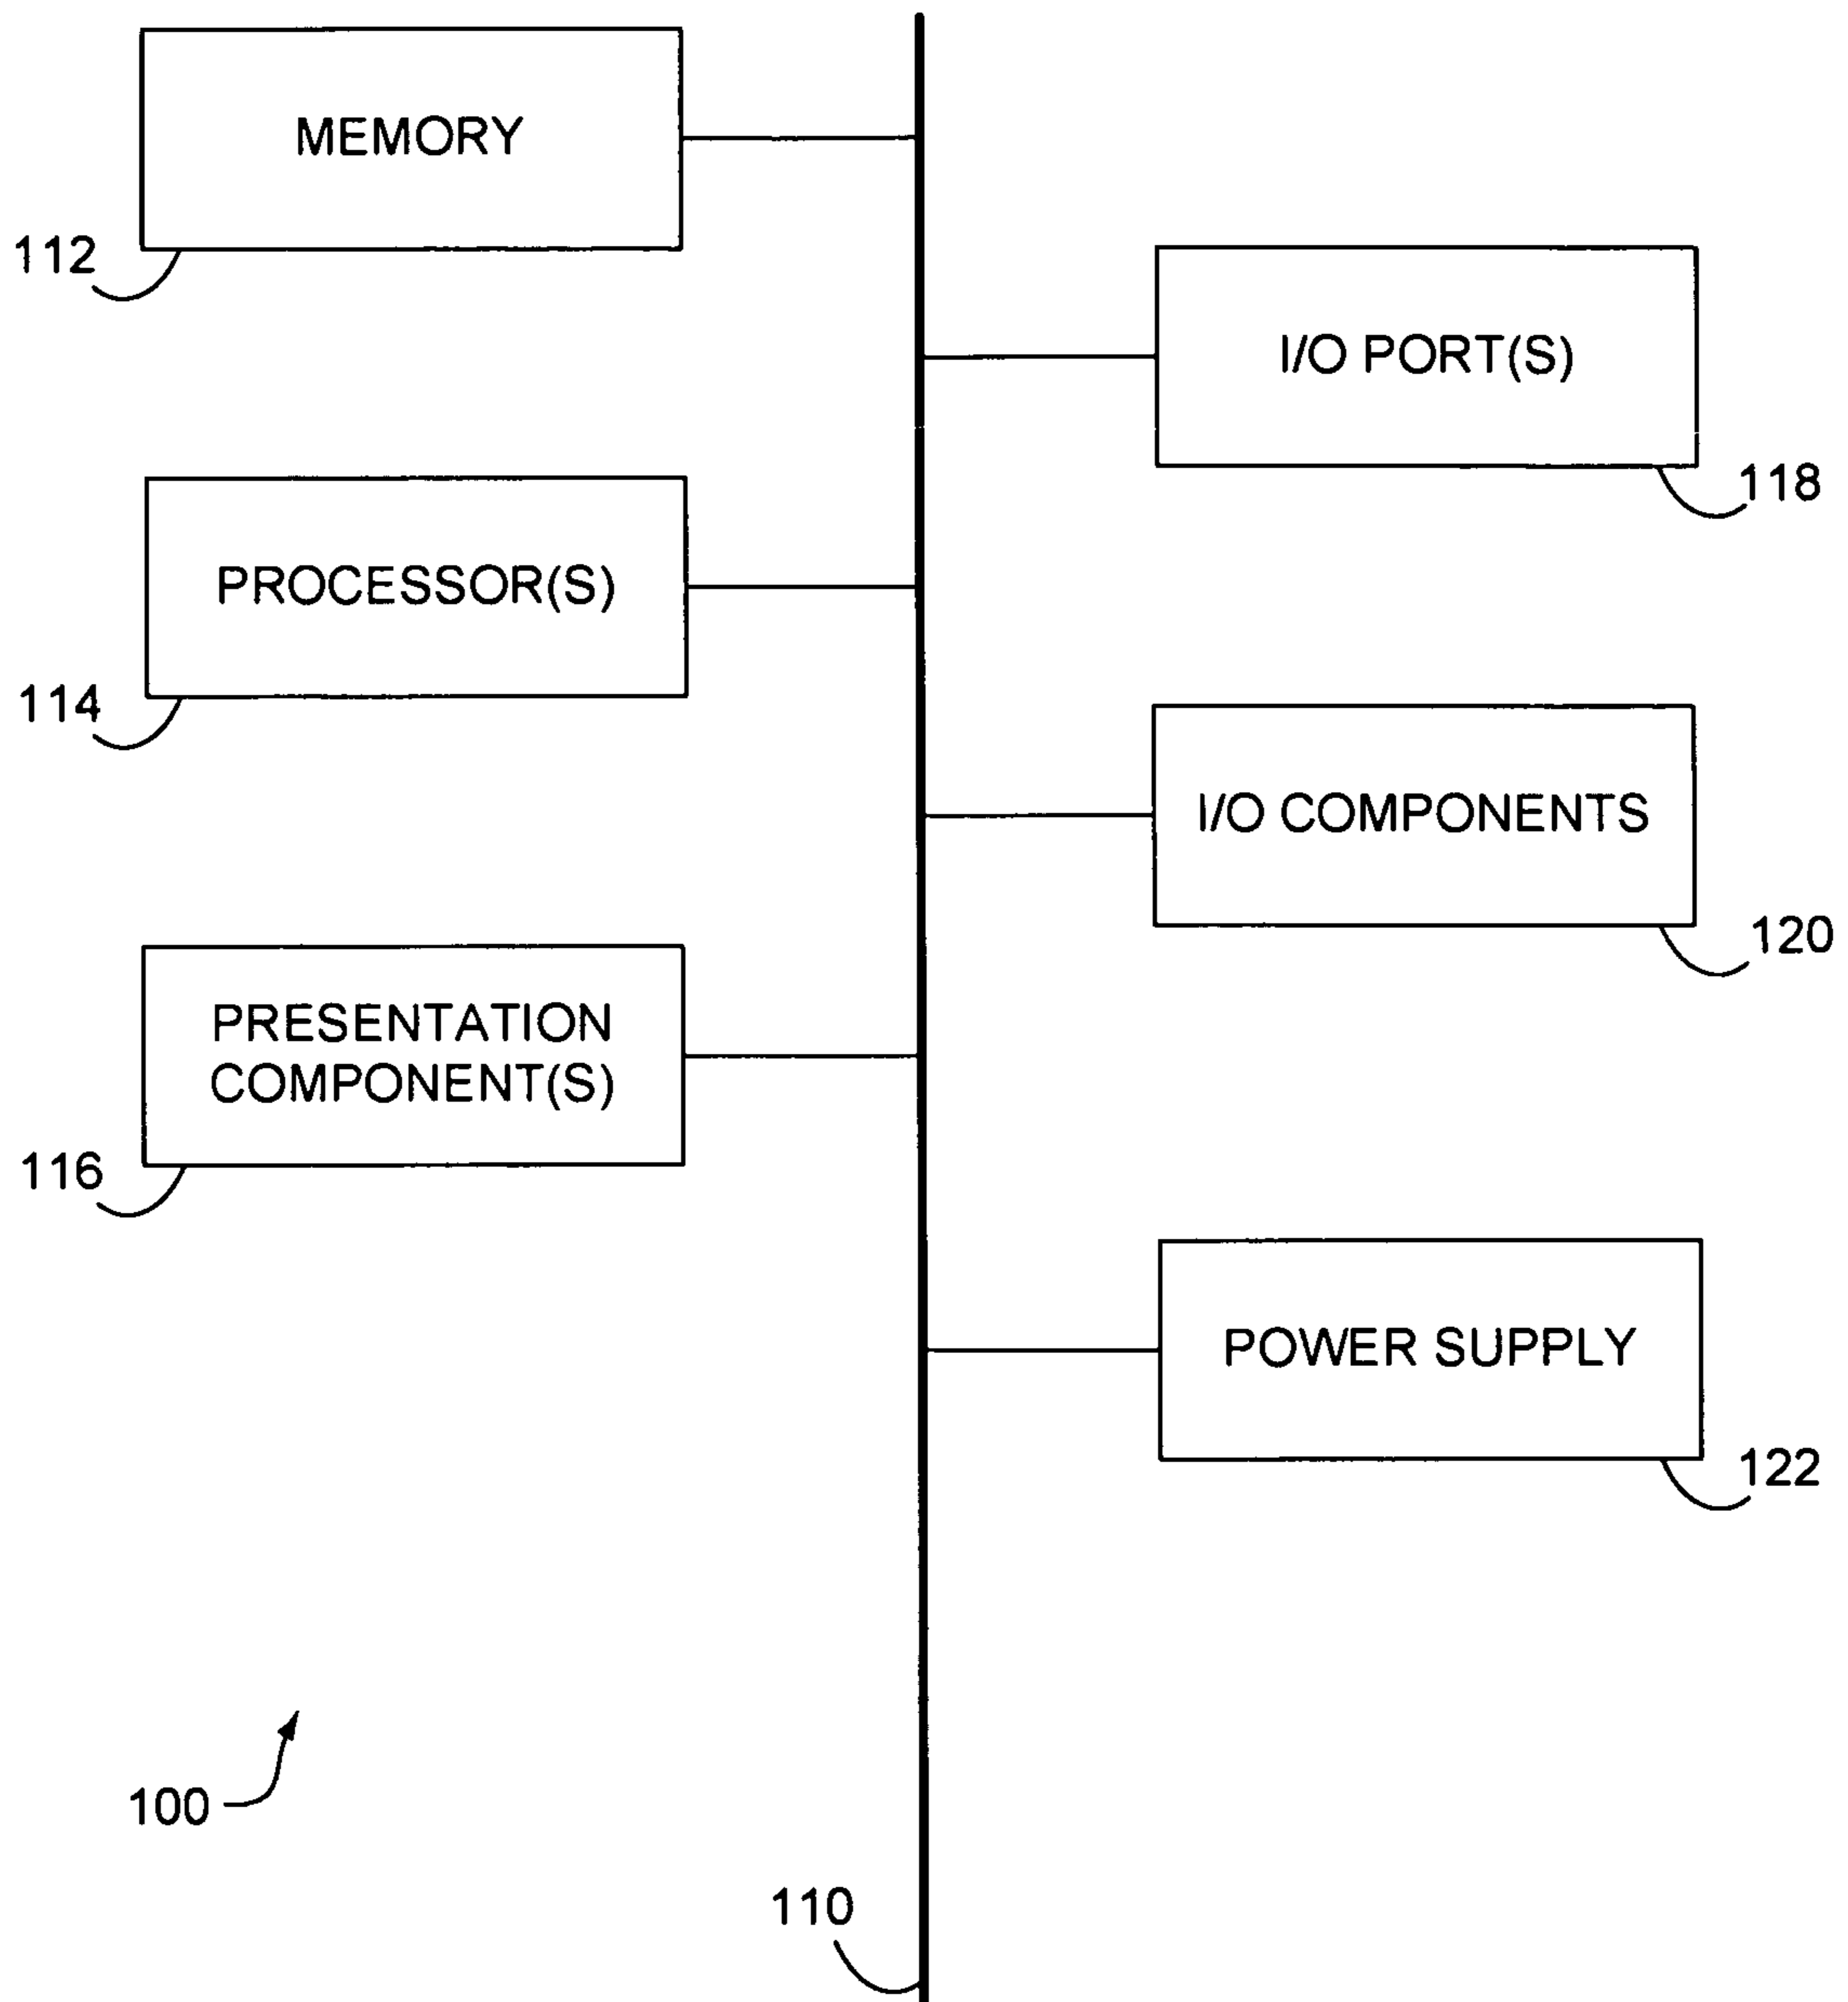 MEMORY
112
I/O PORT(S)
118
PROCESSOR(S)
114
I/O COMPONENTS
120
PRESENTATION
COMPONENT(S)
116
POWER SUPPLY
122
100
110